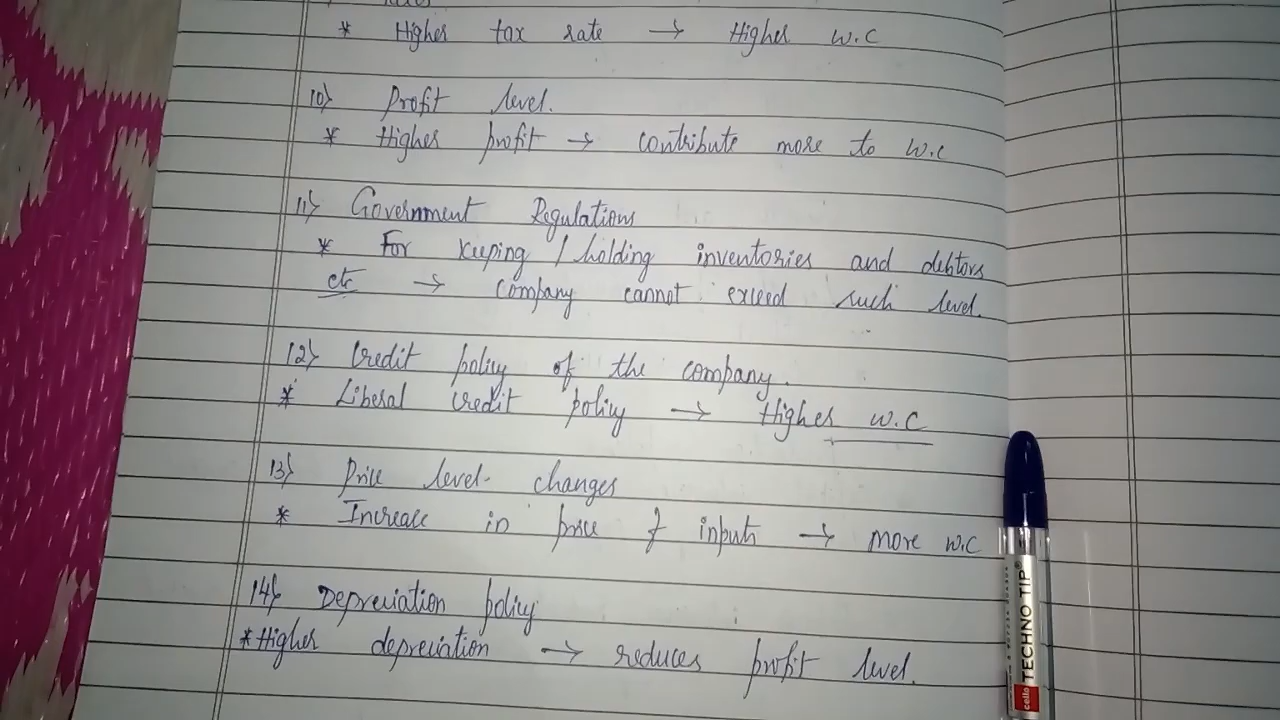 * Higher tax rate → Higher W.C
10) Profit level.
* Higher profit → contribute more to W.C
11) Government Regulations
* For keeping / holding inventories and debtors
etc → company cannot exceed such level.
12) Credit policy of the company.
* Liberal credit policy → Higher W.C
13) Price level changes
* Increase in price of inputs → more W.C
14) Depreciation policy
* Higher depreciation → reduces profit level.
cello TECHNO TIP